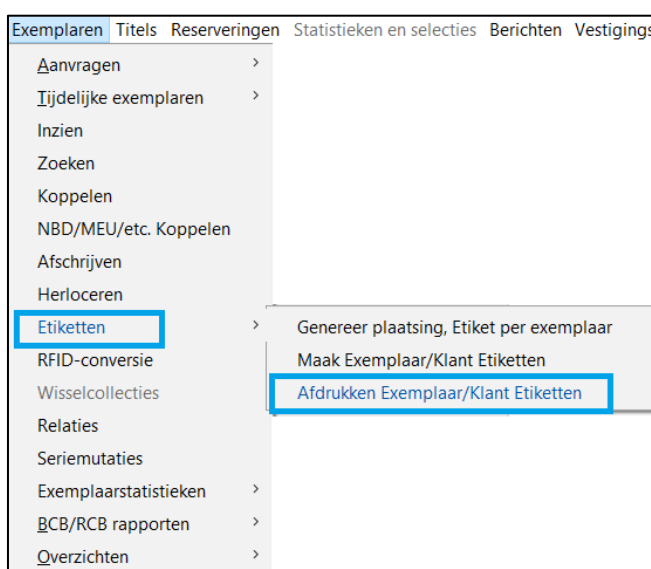 Exemplaren Titels Reserveringen Statistieken en selecties Berichten Vestigings
Aanvragen >
Tijdelijke exemplaren >
Inzien
Zoeken
Koppelen
NBD/MEU/etc. Koppelen
Afschrijven
Herloceren
Etiketten > Genereer plaatsing, Etiket per exemplaar
RFID-conversie Maak Exemplaar/Klant Etiketten
Wisselcollecties Afdrukken Exemplaar/Klant Etiketten
Relaties
Seriemutaties
Exemplaarstatistieken >
BCB/RCB rapporten >
Overzichten >